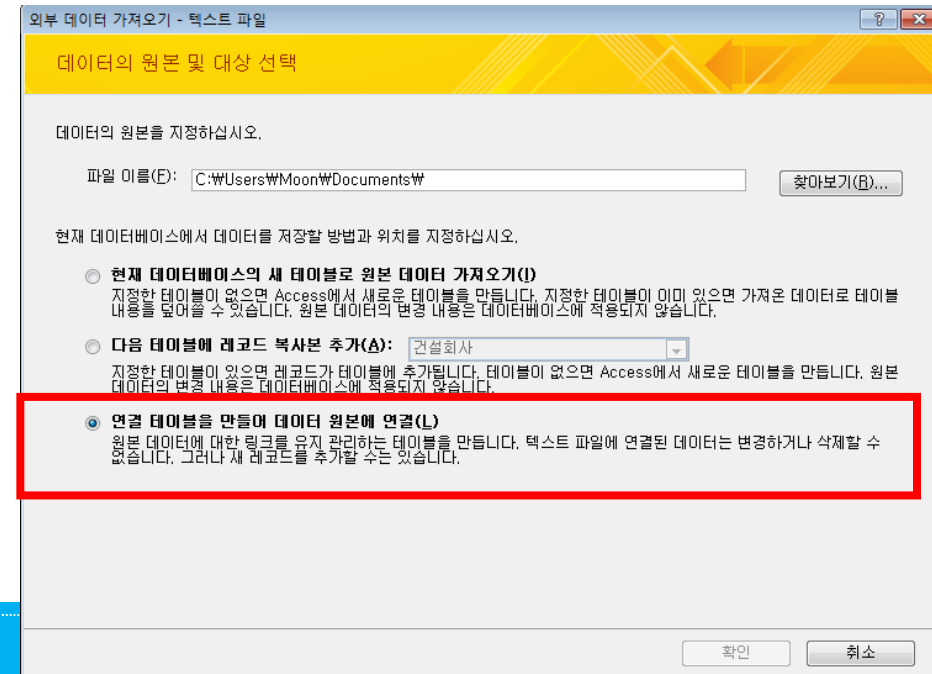 외부 데이터 가져오기 - 텍스트 파일
데이터의 원본 및 대상 선택
데이터의 원본을 지정하십시오.
파일 이름(F): C:₩Users₩Moon₩Documents₩ 찾아보기(R)...
현재 데이터베이스에서 데이터를 저장할 방법과 위치를 지정하십시오.
현재 데이터베이스의 새 테이블로 원본 데이터 가져오기(I)
지정한 테이블이 없으면 Access에서 새로운 테이블을 만듭니다. 지정한 테이블이 이미 있으면 가져온 데이터로 테이블
내용을 덮어쓸 수 있습니다. 원본 데이터의 변경 내용은 데이터베이스에 적용되지 않습니다.
다음 테이블에 레코드 복사본 추가(A): 건설회사
지정한 테이블이 있으면 레코드가 테이블에 추가됩니다. 테이블이 없으면 Access에서 새로운 테이블을 만듭니다. 원본
데이터의 변경 내용은 데이터베이스에 적용되지 않습니다.
연결 테이블을 만들어 데이터 원본에 연결(L)
원본 데이터에 대한 링크를 유지 관리하는 테이블을 만듭니다. 텍스트 파일에 연결된 데이터는 변경하거나 삭제할 수
없습니다. 그러나 새 레코드를 추가할 수는 있습니다.
확인 취소